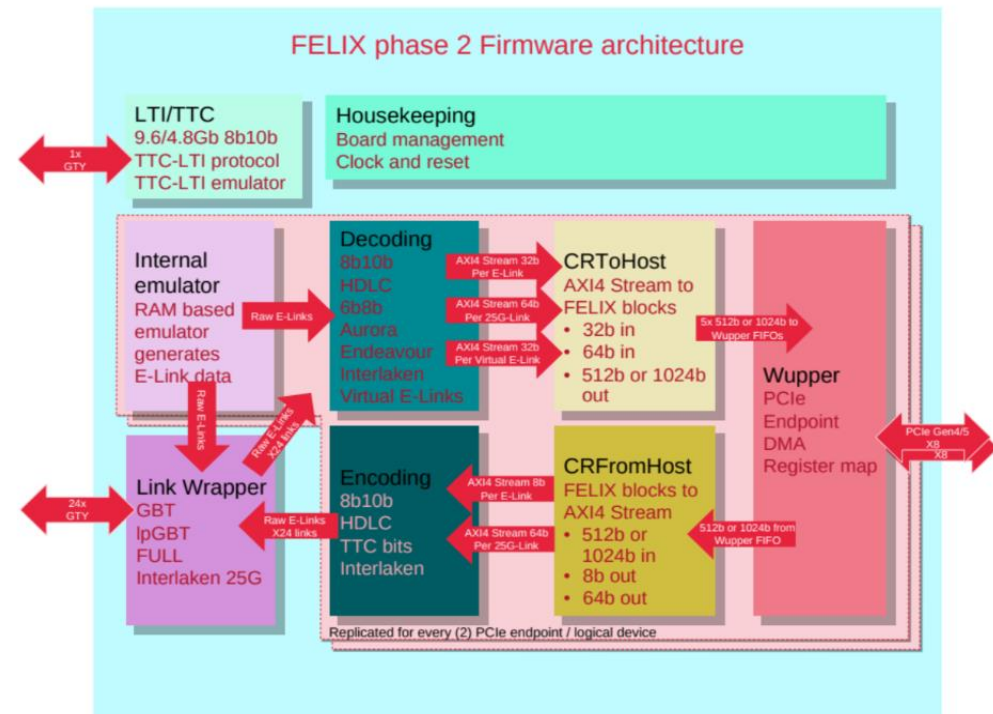 FELIX phase 2 Firmware architecture
LTI/TTC
9.6/4.8Gb 8b10b
TTC-LTI protocol
TTC-LTI emulator
Housekeeping
Board management
Clock and reset
1x
GTY
Internal
emulator
RAM based
emulator
generates
E-Link data
Raw E-Links
Decoding
8b10b
HDLC
6b8b
Aurora
Endeavour
Interlaken
Virtual E-Links
AXI4 Stream 32b
Per E-Link
AXI4 Stream 64b
Per 25G-Link
AXI4 Stream 32b
Per Virtual E-Link
CRToHost
AXI4 Stream to
FELIX blocks
• 32b in
• 64b in
• 512b or 1024b
out
5x 512b or 1024b to
Wupper FIFOs
Wupper
PCIe
Endpoint
DMA
Register map
PCIe Gen4/5
X8
X8
Raw E-Links
Raw E-Links
X24 links
Link Wrapper
GBT
lpGBT
FULL
Interlaken 25G
24x
GTY
Raw E-Links
X24 links
Encoding
8b10b
HDLC
TTC bits
Interlaken
AXI4 Stream 8b
Per E-Link
AXI4 Stream 64b
Per 25G-Link
CRFromHost
FELIX blocks to
AXI4 Stream
• 512b or
1024b in
• 8b out
• 64b out
512b or 1024b from
Wupper FIFO
Replicated for every (2) PCIe endpoint / logical device